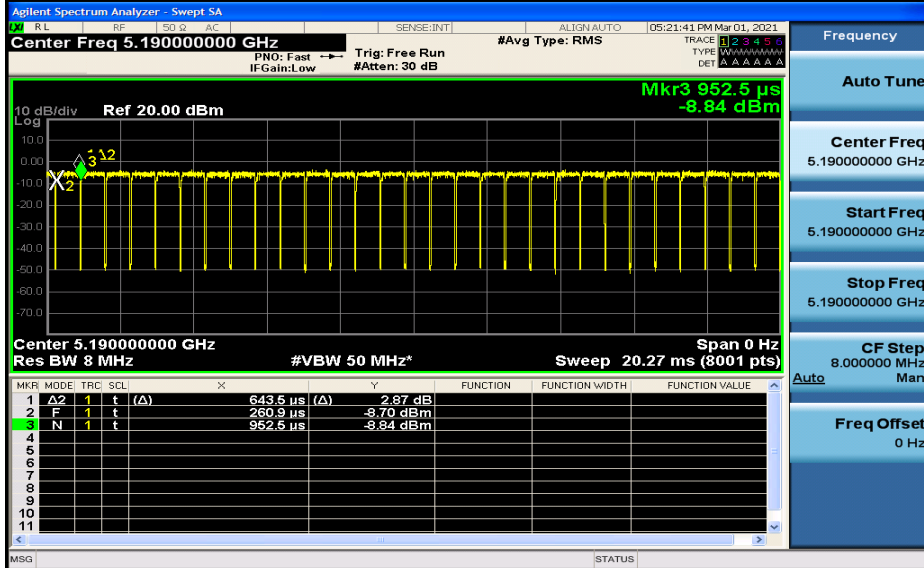 Agilent Spectrum Analyzer - Swept SA
LXI RL RF 50 Ω AC SENSE:INT ALIGN AUTO 05:21:41 PM Mar 01, 2021
Center Freq 5.190000000 GHz
PNO: Fast
IFGain:Low
Trig: Free Run
#Atten: 30 dB
#Avg Type: RMS
TRACE 1 2 3 4 5 6
TYPE WWWWWW
DET A A A A A A
Mkr3 952.5 µs
-8.84 dBm
10 dB/div Ref 20.00 dBm
Log
10.0
0.00
-10.0
-20.0
-30.0
-40.0
-50.0
-60.0
-70.0
3 Δ2
X2
Center 5.190000000 GHz Span 0 Hz
Res BW 8 MHz #VBW 50 MHz* Sweep 20.27 ms (8001 pts)
MKR MODE TRC SCL X Y FUNCTION FUNCTION WIDTH FUNCTION VALUE
1 Δ2 1 t (Δ) 643.5 µs (Δ) 2.87 dB
2 F 1 t 260.9 µs -8.70 dBm
3 N 1 t 952.5 µs -8.84 dBm
4
5
6
7
8
9
10
11
MSG STATUS
Frequency
Auto Tune
Center Freq
5.190000000 GHz
Start Freq
5.190000000 GHz
Stop Freq
5.190000000 GHz
CF Step
8.000000 MHz
Auto Man
Freq Offset
0 Hz